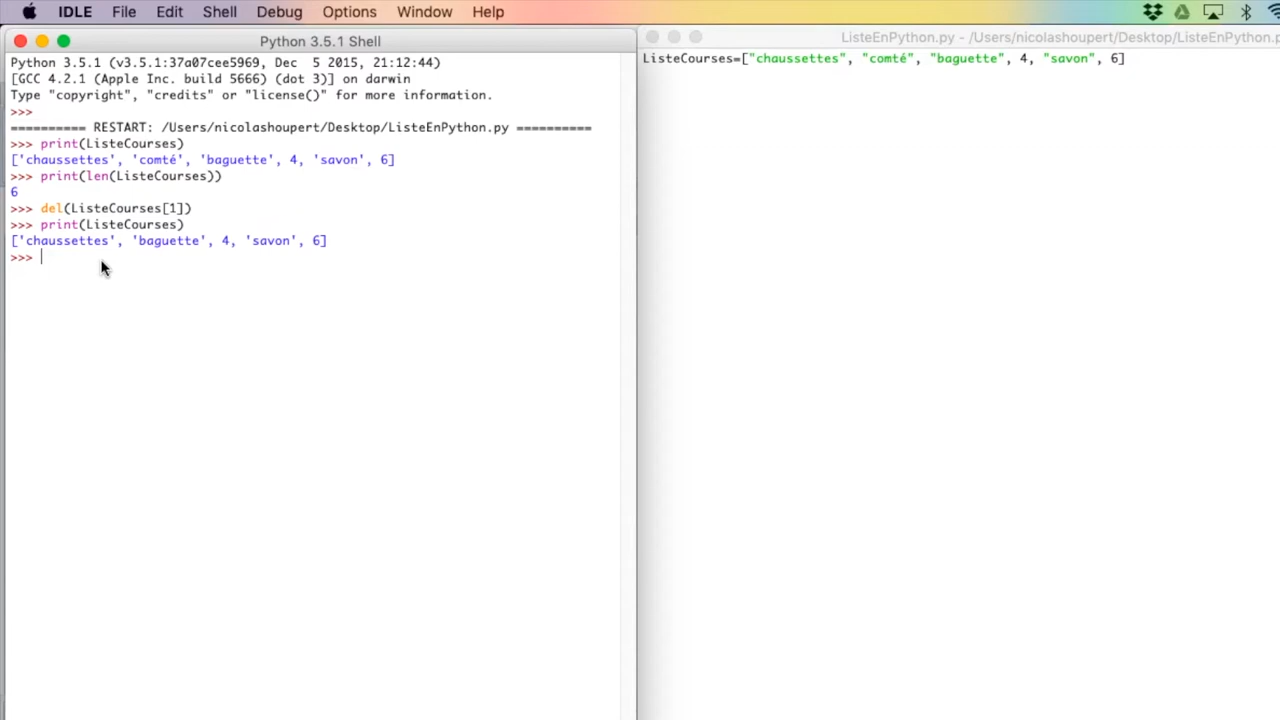 IDLE File Edit Shell Debug Options Window Help
Python 3.5.1 Shell
Python 3.5.1 (v3.5.1:37a07cee5969, Dec  5 2015, 21:12:44)
[GCC 4.2.1 (Apple Inc. build 5666) (dot 3)] on darwin
Type "copyright", "credits" or "license()" for more information.
>>>
========== RESTART: /Users/nicolashoupert/Desktop/ListeEnPython.py ==========
>>> print(ListeCourses)
['chaussettes', 'comté', 'baguette', 4, 'savon', 6]
>>> print(len(ListeCourses))
6
>>> del(ListeCourses[1])
>>> print(ListeCourses)
['chaussettes', 'baguette', 4, 'savon', 6]
>>>
ListeEnPython.py - /Users/nicolashoupert/Desktop/ListeEnPython.p
ListeCourses=["chaussettes", "comté", "baguette", 4, "savon", 6]